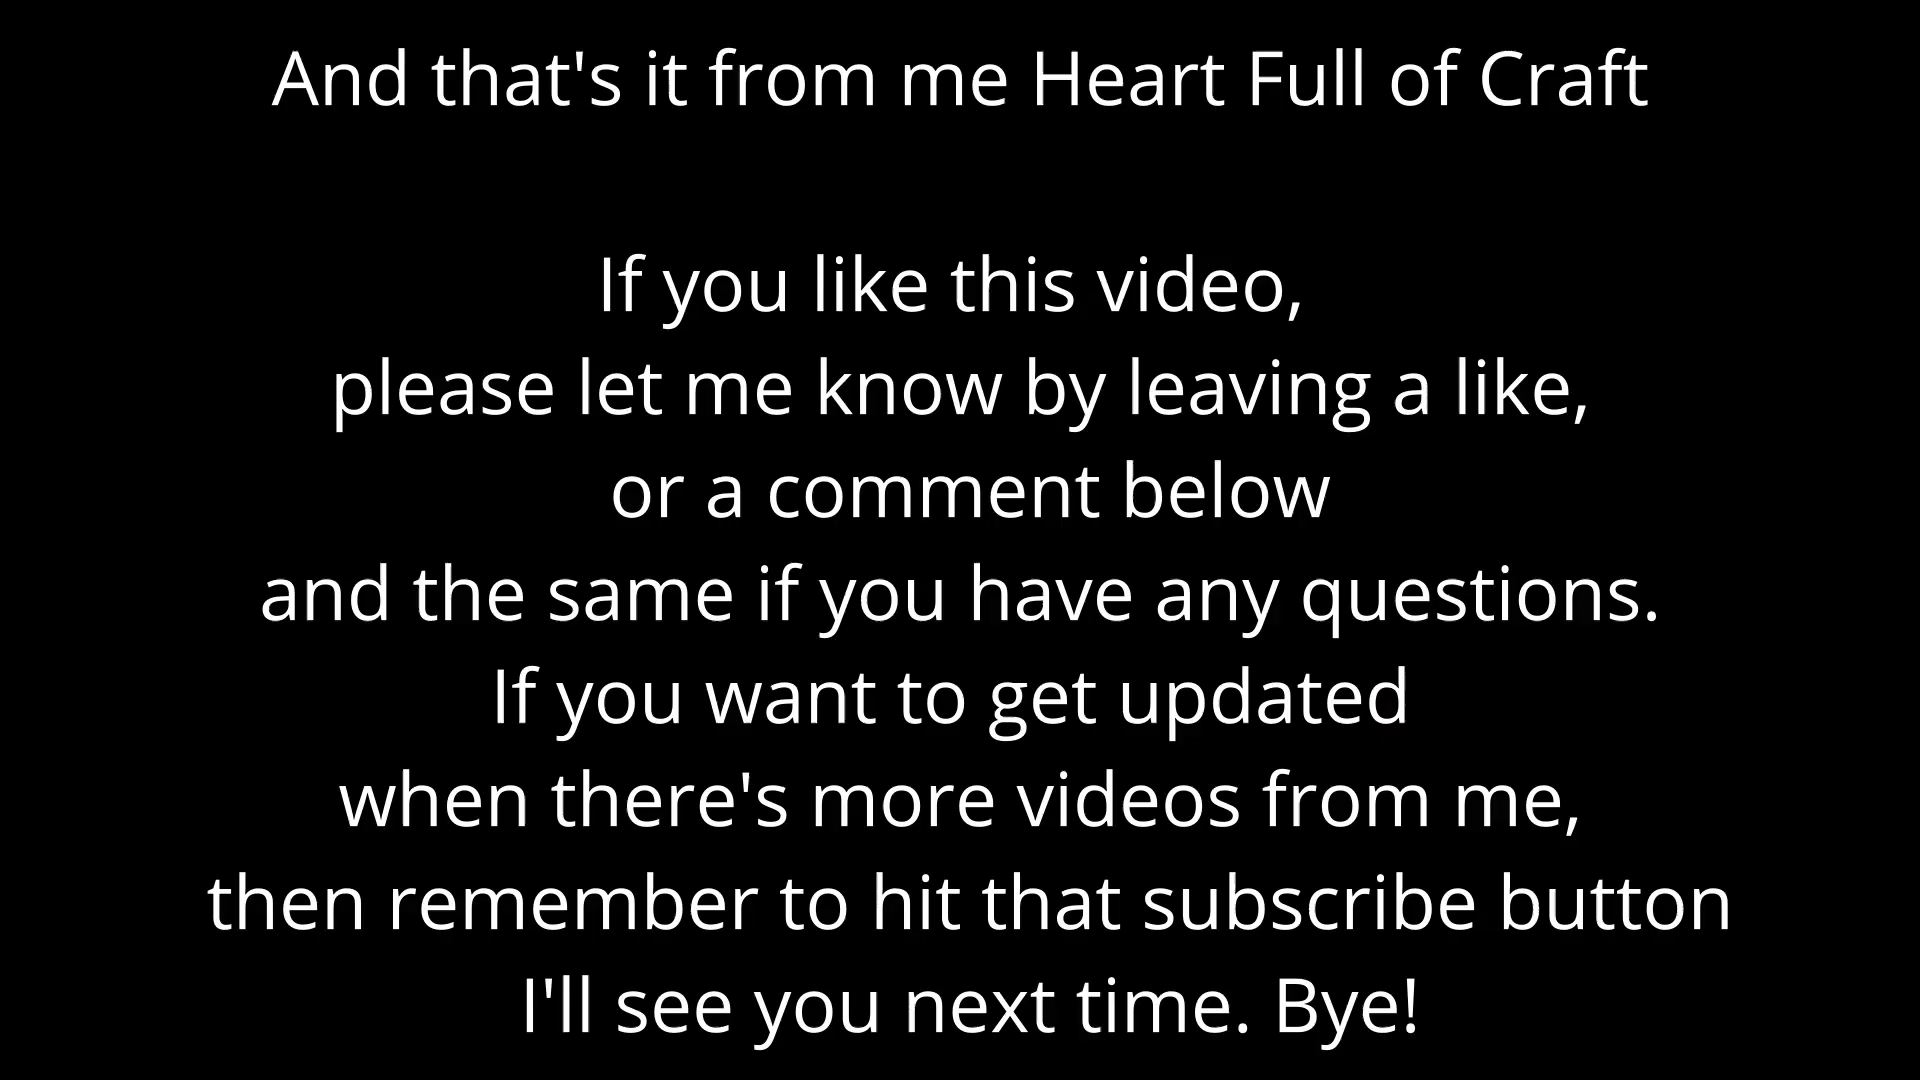 And that's it from me Heart Full of Craft
If you like this video,
please let me know by leaving a like,
or a comment below
and the same if you have any questions.
If you want to get updated
when there's more videos from me,
then remember to hit that subscribe button
I'll see you next time. Bye!